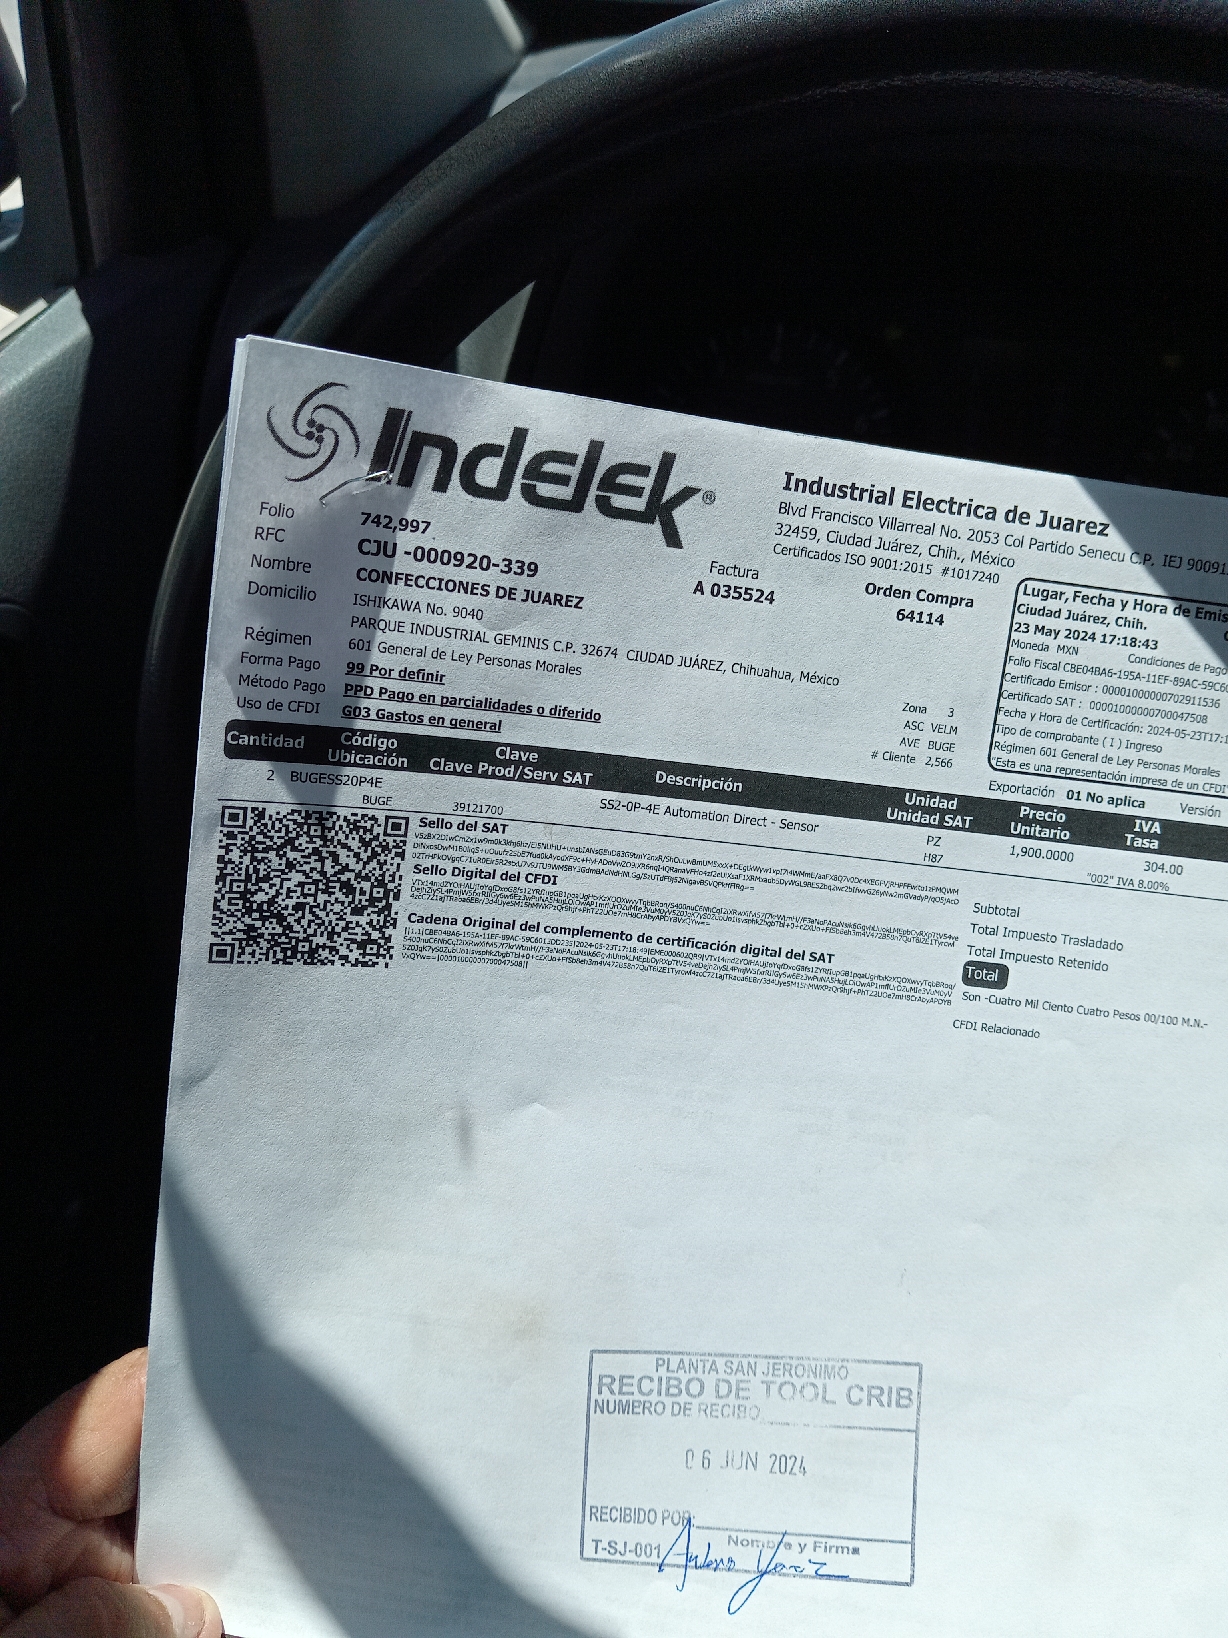 Indelek®
Industrial Electrica de Juarez
Blvd Francisco Villarreal No. 2053 Col Partido Senecu C.P. IEJ 90091
32459, Ciudad Juárez, Chih., México
Certificados ISO 9001:2015 #1017240
Folio 742,997
RFC CJU -000920-339
Nombre CONFECCIONES DE JUAREZ
Domicilio ISHIKAWA No. 9040
PARQUE INDUSTRIAL GEMINIS C.P. 32674 CIUDAD JUÁREZ, Chihuahua, México
Régimen 601 General de Ley Personas Morales
Forma Pago 99 Por definir
Método Pago PPD Pago en parcialidades o diferido
Uso de CFDI G03 Gastos en general
Factura
A 035524
Orden Compra
64114
Zona 3
ASC VELM
AVE BUGE
# Cliente 2,566
Lugar, Fecha y Hora de Emis
Ciudad Juárez, Chih.
23 May 2024 17:18:43
Moneda MXN Condiciones de Pago
Folio Fiscal CBE04BA6-195A-11EF-89AC-59C60
Certificado Emisor : 00001000000702911536
Certificado SAT : 00001000000700047508
Fecha y Hora de Certificación: 2024-05-23T17:1
Tipo de comprobante ( I ) Ingreso
Régimen 601 General de Ley Personas Morales
"Esta es una representación impresa de un CFDI"
Exportación 01 No aplica Versión
Cantidad Código Ubicación Clave Clave Prod/Serv SAT Descripción Unidad Unidad SAT Precio Unitario IVA Tasa
2 BUGESS20P4E SS2-0P-4E Automation Direct - Sensor PZ 1,900.0000 304.00
BUGE 39121700 H87 "002" IVA 8.00%
Sello del SAT
Sello Digital del CFDI
Cadena Original del complemento de certificación digital del SAT
Subtotal
Total Impuesto Trasladado
Total Impuesto Retenido
Total
Son -Cuatro Mil Ciento Cuatro Pesos 00/100 M.N.-
CFDI Relacionado
PLANTA SAN JERONIMO
RECIBO DE TOOL CRIB
NUMERO DE RECIBO
06 JUN 2024
RECIBIDO POR:
Nombre y Firma
T-SJ-001